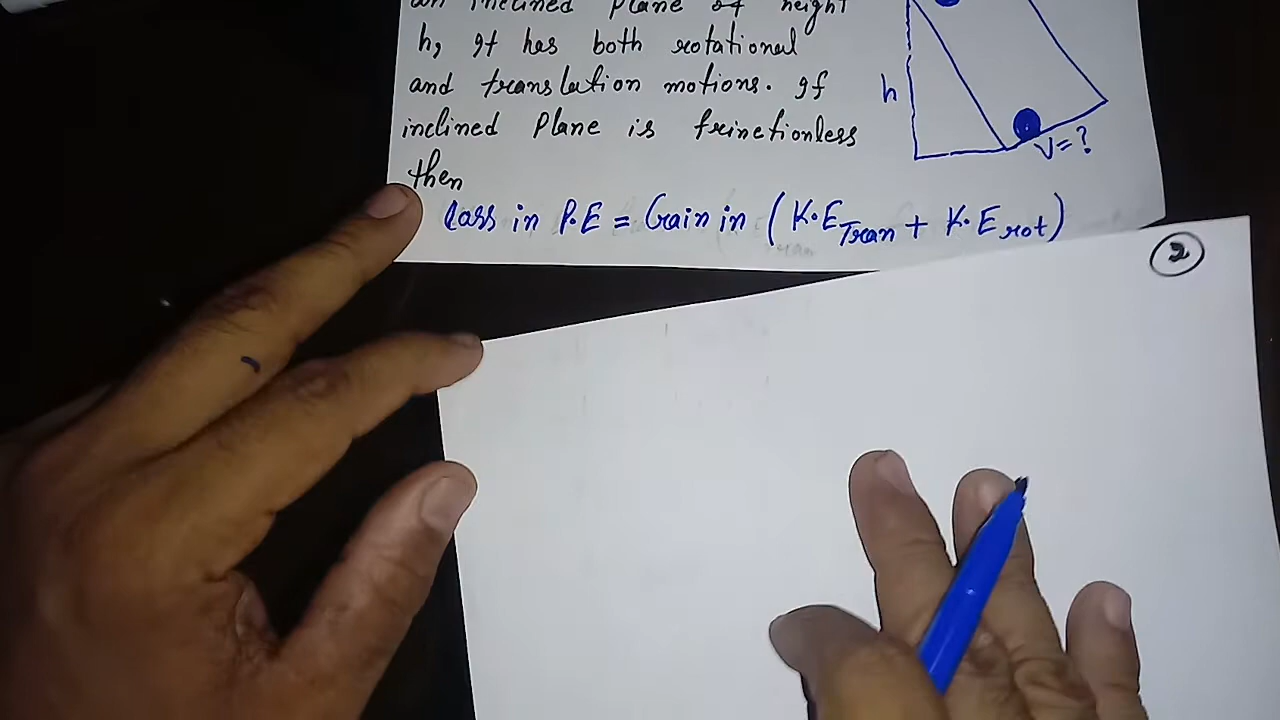 an inclined plane of height
h, It has both rotational
and translation motions. If
inclined Plane is frinctionless
then
Loss in P.E = Gain in (K.E Tran + K.E rot)
h
V=?
2